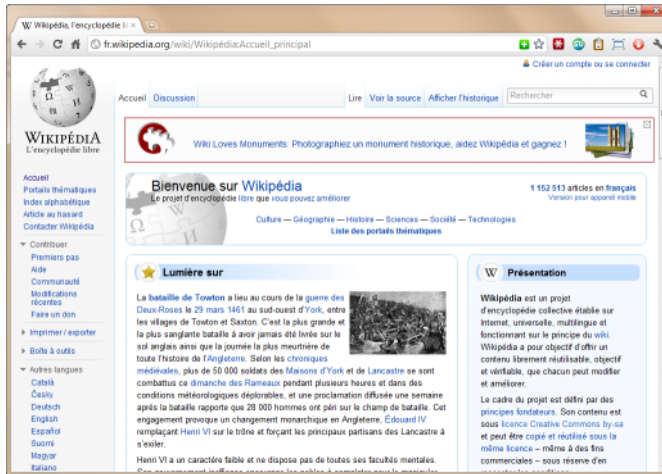 Wikipédia, l'encyclopédie li
fr.wikipedia.org/wiki/Wikipédia:Accueil_principal
Créer un compte ou se connecter
Accueil Discussion Lire Voir la source Afficher l'historique Rechercher
WIKIPÉDIA
L'encyclopédie libre
Wiki Loves Monuments: Photographiez un monument historique, aidez Wikipédia et gagnez !
Accueil
Portails thématiques
Index alphabétique
Article au hasard
Contacter Wikipédia
Contribuer
Premiers pas
Aide
Communauté
Modifications
récentes
Faire un don
Imprimer / exporter
Boîte à outils
Autres langues
Català
Česky
Deutsch
English
Español
Suomi
Magyar
Italiano
Bienvenue sur Wikipédia
Le projet d'encyclopédie libre que vous pouvez améliorer
1 152 513 articles en français
Version pour appareil mobile
Culture — Géographie — Histoire — Sciences — Société — Technologies
Liste des portails thématiques
Lumière sur
La bataille de Towton a lieu au cours de la guerre des
Deux-Roses le 29 mars 1461 au sud-ouest d'York, entre
les villages de Towton et Saxton. C'est la plus grande et
la plus sanglante bataille à avoir jamais été livrée sur le
sol anglais ainsi que la journée la plus meurtrière de
toute l'histoire de l'Angleterre. Selon les chroniques
médiévales, plus de 50 000 soldats des Maisons d'York et de Lancastre se sont
combattus ce dimanche des Rameaux pendant plusieurs heures et dans des
conditions météorologiques déplorables, et une proclamation diffusée une semaine
après la bataille rapporte que 28 000 hommes ont péri sur le champ de bataille. Cet
engagement provoque un changement monarchique en Angleterre, Édouard IV
remplaçant Henri VI sur le trône et forçant les principaux partisans des Lancastre à
s'exiler.
Henri VI a un caractère faible et ne dispose pas de toutes ses facultés mentales.
Présentation
Wikipédia est un projet
d'encyclopédie collective établie sur
Internet, universelle, multilingue et
fonctionnant sur le principe du wiki.
Wikipédia a pour objectif d'offrir un
contenu librement réutilisable, objectif
et vérifiable, que chacun peut modifier
et améliorer.
Le cadre du projet est défini par des
principes fondateurs. Son contenu est
sous licence Creative Commons by-sa
et peut être copié et réutilisé sous la
même licence – même à des fins
commerciales – sous réserve d'en